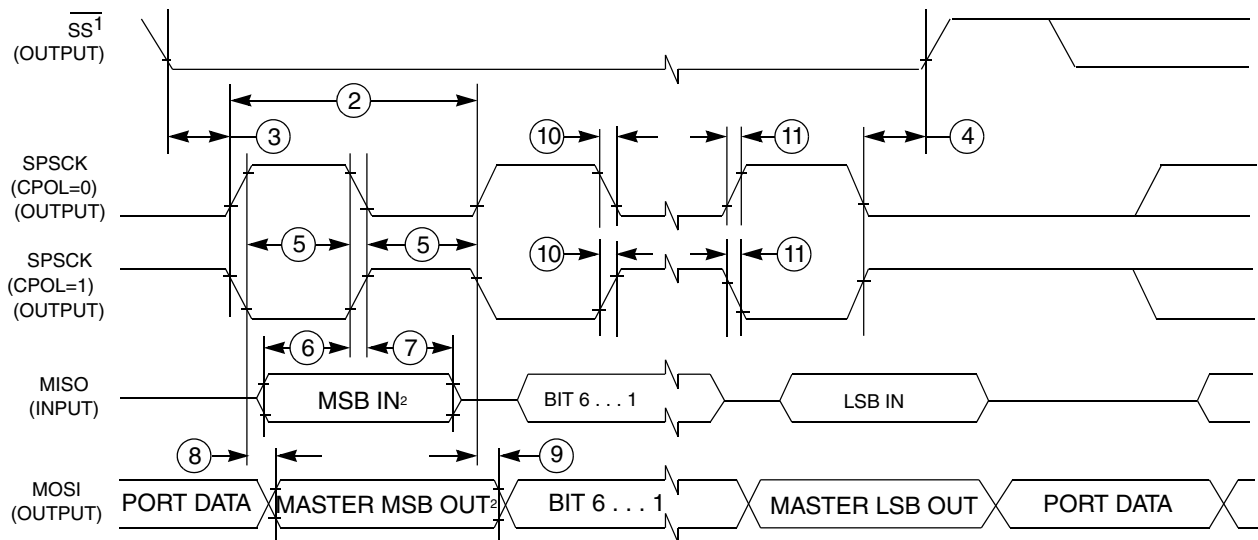 SS1
(OUTPUT)
2
3
10
11
4
SPSCK
(CPOL=0)
(OUTPUT)
5
5
SPSCK
(CPOL=1)
(OUTPUT)
10
11
6
7
MISO
(INPUT)
MSB IN2
BIT 6 . . . 1
LSB IN
8
9
MOSI
(OUTPUT)
PORT DATA
MASTER MSB OUT2
BIT 6 . . . 1
MASTER LSB OUT
PORT DATA